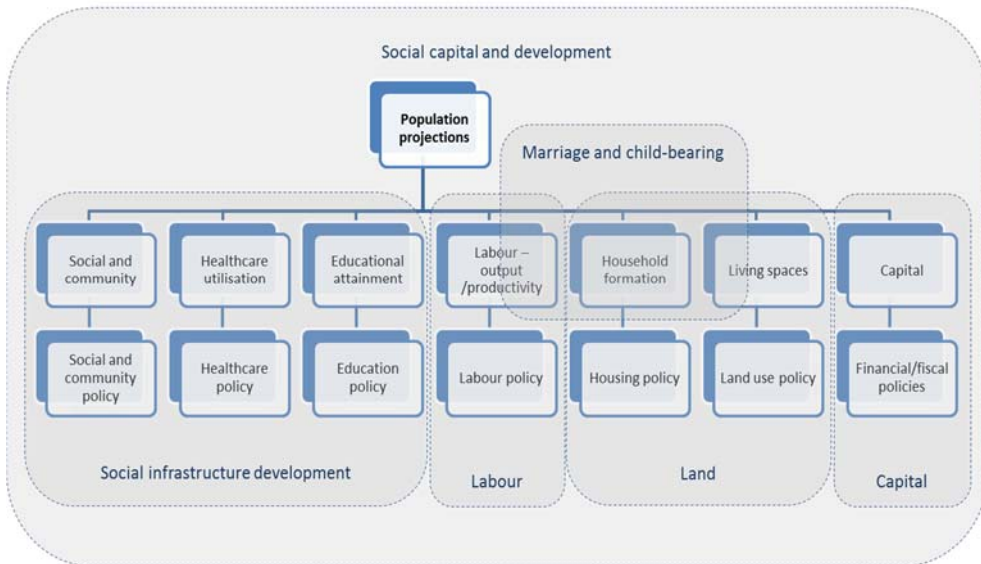 Social capital and development
Population
projections
Marriage and child-bearing
Social and
community
Healthcare
utilisation
Educational
attainment
Labour –
output
/productivity
Household
formation
Living spaces
Capital
Social and
community
policy
Healthcare
policy
Education
policy
Labour policy
Housing policy
Land use policy
Financial/fiscal
policies
Social infrastructure development
Labour
Land
Capital